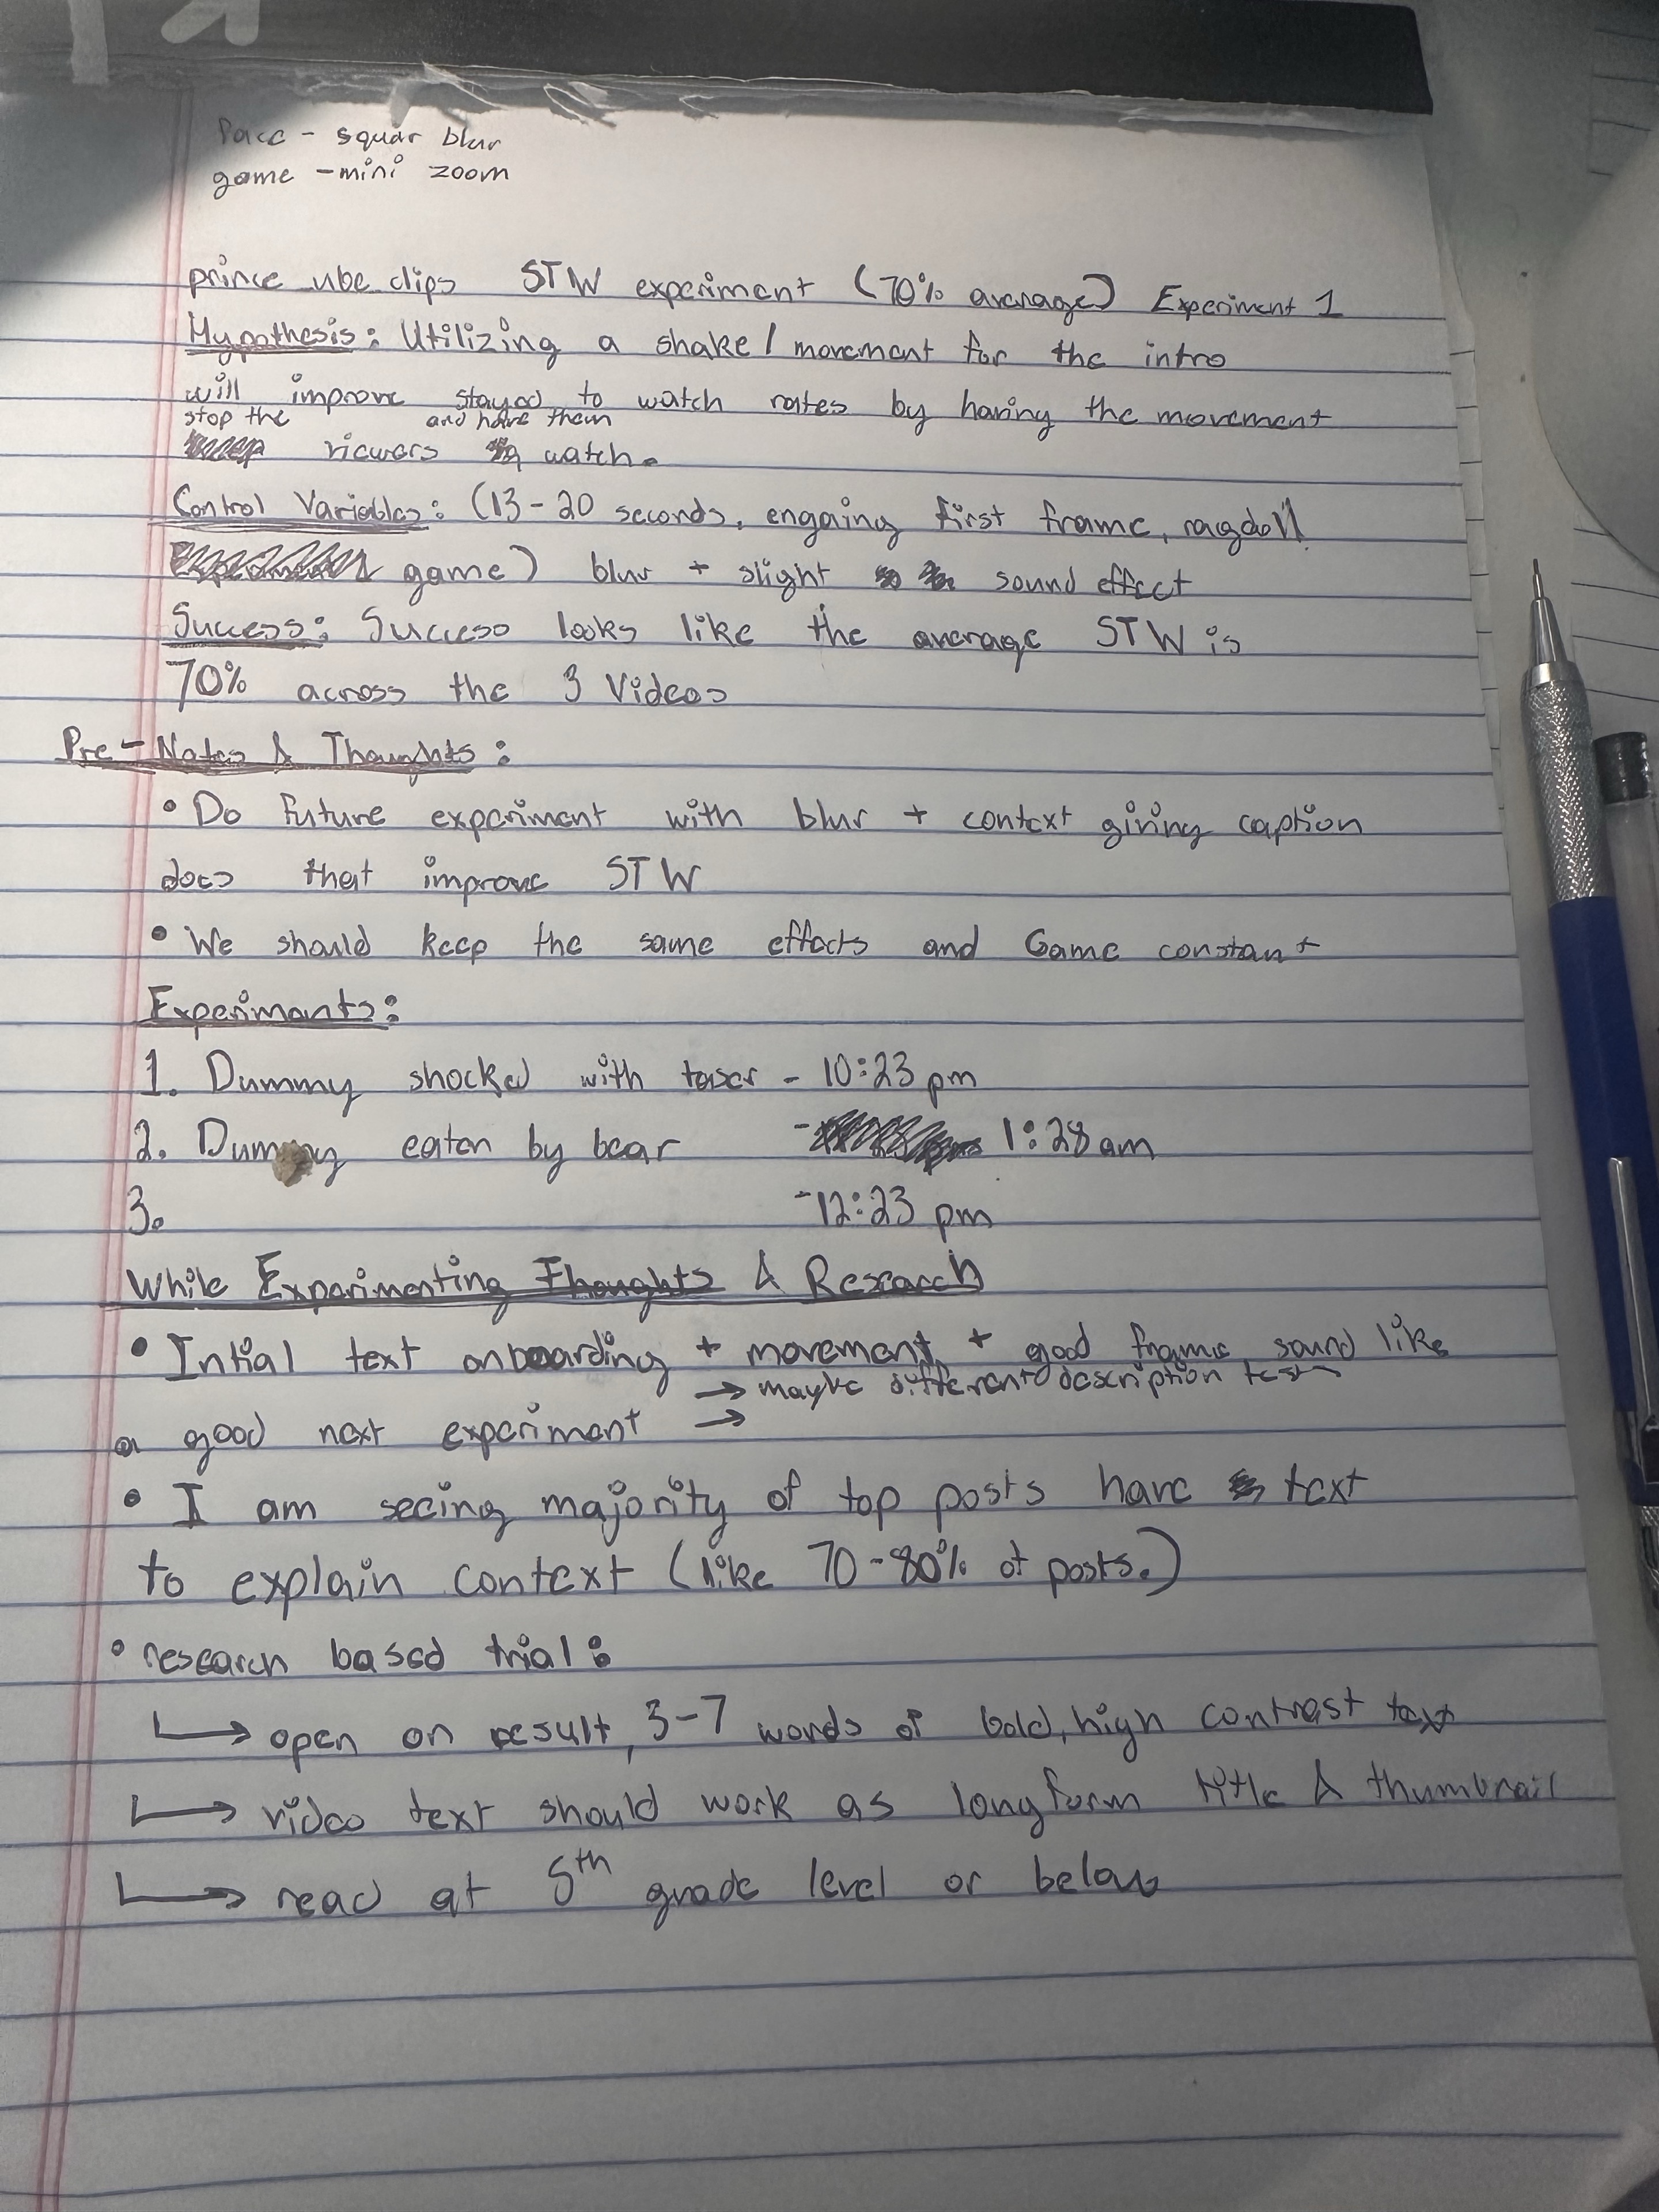 Face - squar blur
game - mini zoom
prince ube clips STW experiment (70% average) Experiment 1
Hypothesis: Utilizing a shake / movement for the intro
will improve stayed to watch rates by having the movement
stop the viewers and have them watch.
Control Variables: (13-20 seconds, engaing first frame, ragdoll
game) blur + slight sound effect
Success: Success looks like the average STW is
70% across the 3 Videos
Pre-Notes & Thoughts:
• Do future experiment with blur + context giving caption
does that improve STW
• We should keep the same effects and Game constant
Experiments:
1. Dummy shocked with taser - 10:23 pm
2. Dummy eaten by bear - 1:28 am
3. -12:23 pm
While Experimenting Thoughts & Research
• Intial text onboarding + movement + good frame sound like
→ maybe different description test
a good next experiment →
• I am seeing majority of top posts have text
to explain context (like 70-80% of posts.)
• research based trial:
↳ open on result, 3-7 words of bold, high contrast text
↳ video text should work as longform title & thumbnail
↳ read at 5th grade level or below